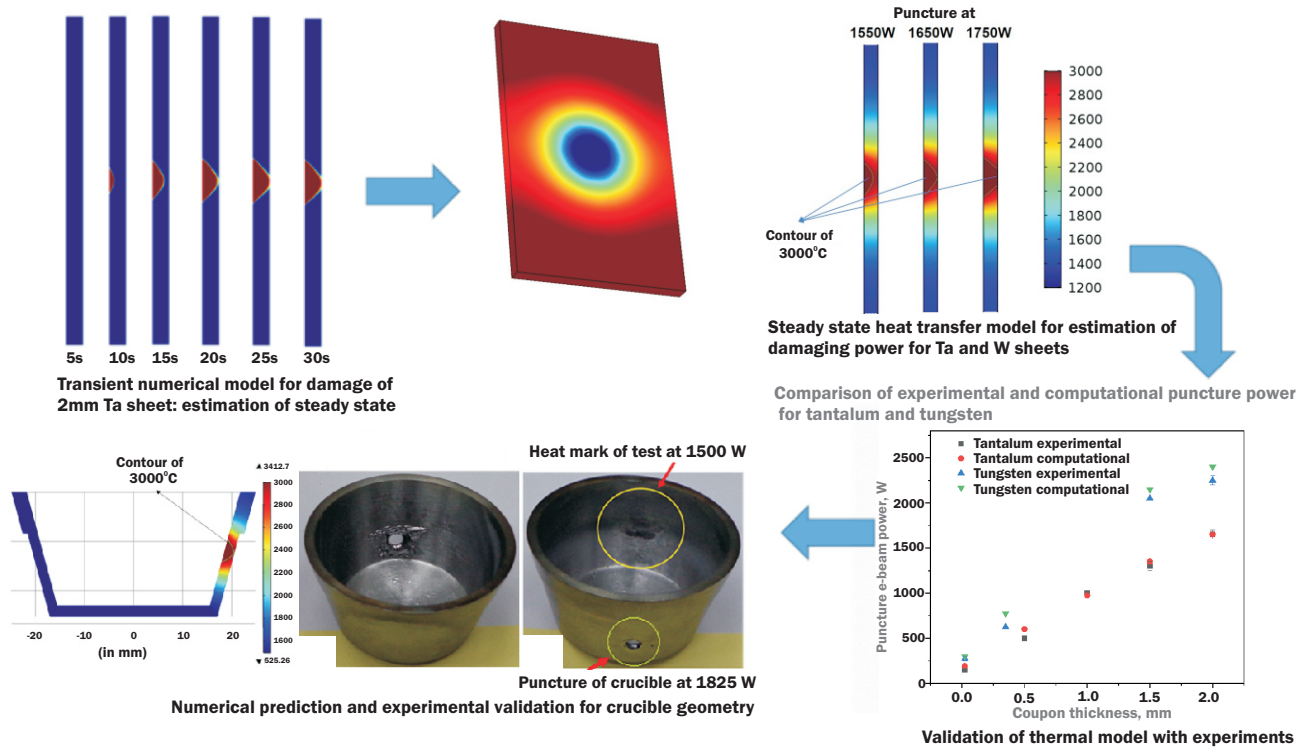 5s 10s 15s 20s 25s 30s
Transient numerical model for damage of
2mm Ta sheet: estimation of steady state
Puncture at
1550W 1650W 1750W
3000
2800
2600
2400
2200
2000
1800
1600
1400
1200
Contour of
3000°C
Steady state heat transfer model for estimation of
damaging power for Ta and W sheets
Comparison of experimental and computational puncture power
for tantalum and tungsten
Tantalum experimental
Tantalum computational
Tungsten experimental
Tungsten computational
Puncture e-beam power, W
2500
2000
1500
1000
500
0
0.0 0.5 1.0 1.5 2.0
Coupon thickness, mm
Validation of thermal model with experiments
Contour of
3000°C
▲ 3412.7
3000
2800
2600
2400
2200
2000
1800
1600
▼ 525.26
-20 -10 0 10 20
(in mm)
Heat mark of test at 1500 W
Puncture of crucible at 1825 W
Numerical prediction and experimental validation for crucible geometry